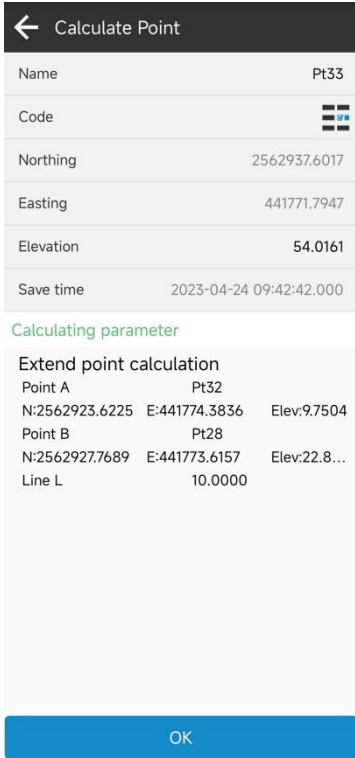 Calculate Point
Name Pt33
Code
Northing 2562937.6017
Easting 441771.7947
Elevation 54.0161
Save time 2023-04-24 09:42:42.000
Calculating parameter
Extend point calculation
Point A Pt32
N:2562923.6225 E:441774.3836 Elev:9.7504
Point B Pt28
N:2562927.7689 E:441773.6157 Elev:22.8...
Line L 10.0000
OK